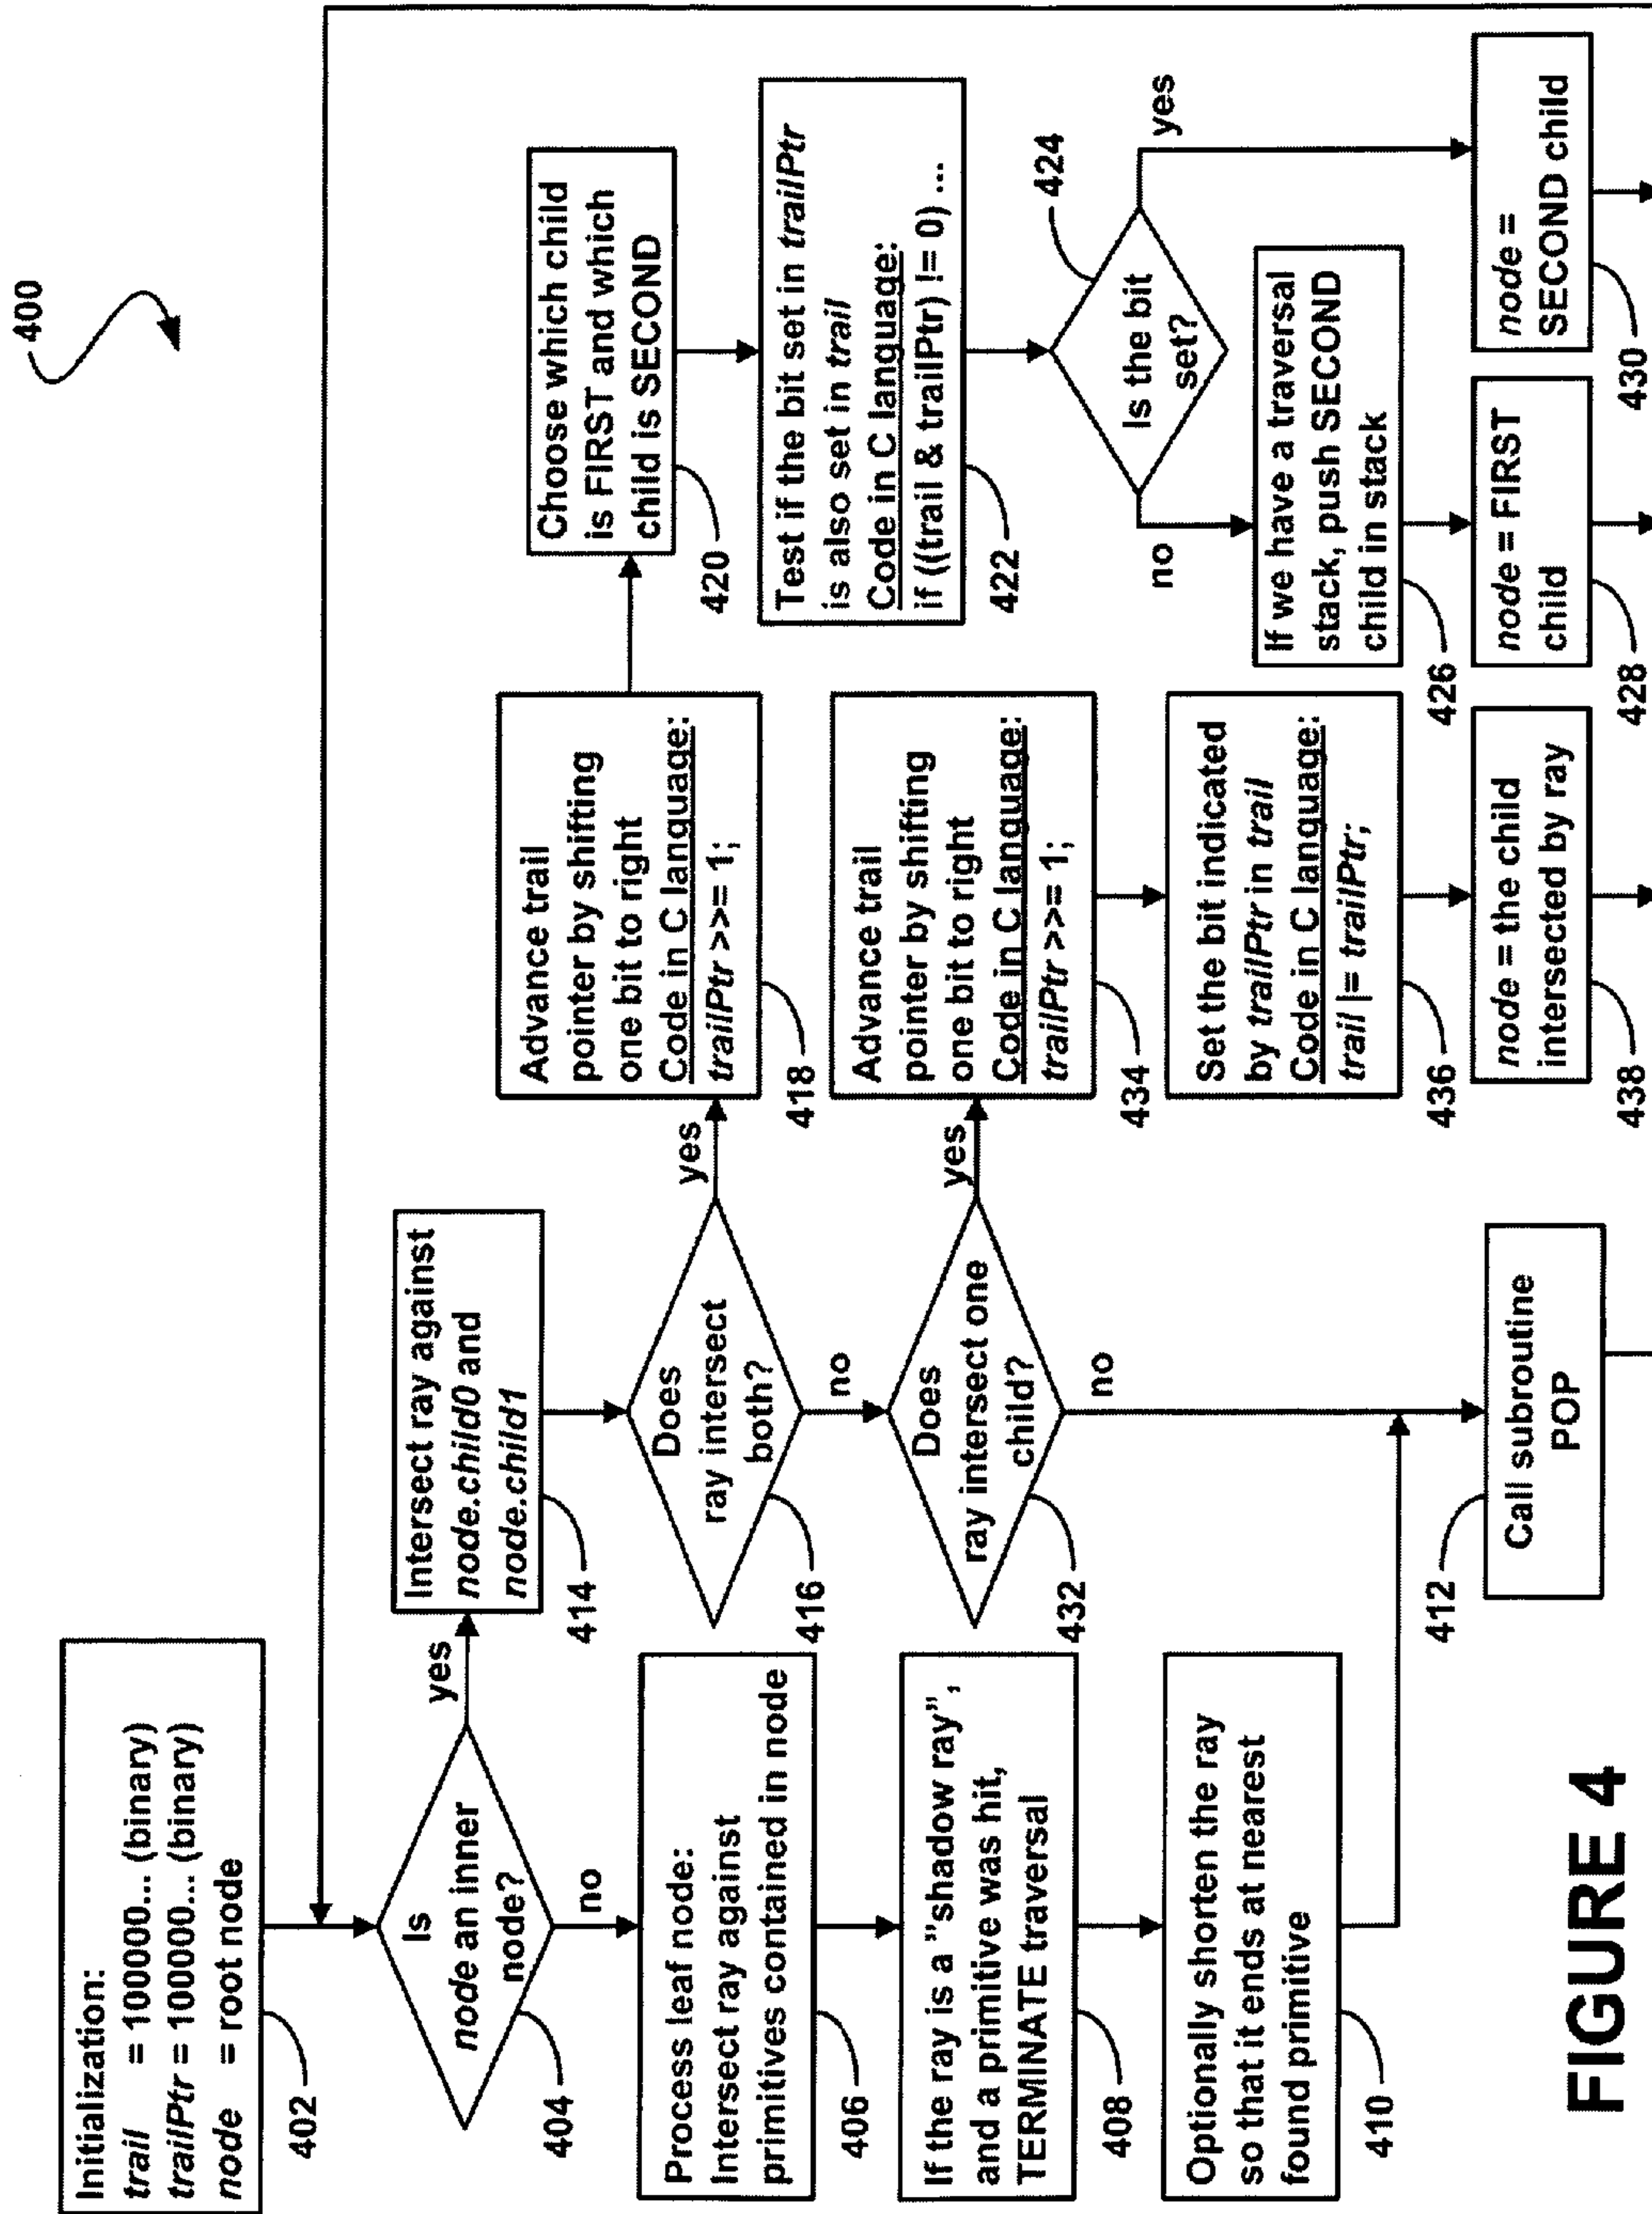 400
Initialization:
trail = 100000... (binary)
trailPtr = 100000... (binary)
node = root node
402
Is
node an inner
node?
404
yes
no
Process leaf node:
Intersect ray against
primitives contained in node
406
If the ray is a "shadow ray",
and a primitive was hit,
TERMINATE traversal
408
Optionally shorten the ray
so that it ends at nearest
found primitive
410
Intersect ray against
node.child0 and
node.child1
414
Does
ray intersect
both?
416
yes
no
Does
ray intersect one
child?
432
yes
no
Call subroutine
POP
412
Advance trail
pointer by shifting
one bit to right
Code in C language:
trailPtr >>= 1;
418
Advance trail
pointer by shifting
one bit to right
Code in C language:
trailPtr >>= 1;
434
Set the bit indicated
by trailPtr in trail
Code in C language:
trail |= trailPtr;
436
node = the child
intersected by ray
438
Choose which child
is FIRST and which
child is SECOND
420
Test if the bit set in trailPtr
is also set in trail
Code in C language:
if ((trail & trailPtr) != 0) ...
422
Is the bit
set?
424
no
yes
If we have a traversal
stack, push SECOND
child in stack
426
node = FIRST
child
428
node =
SECOND child
430
FIGURE 4